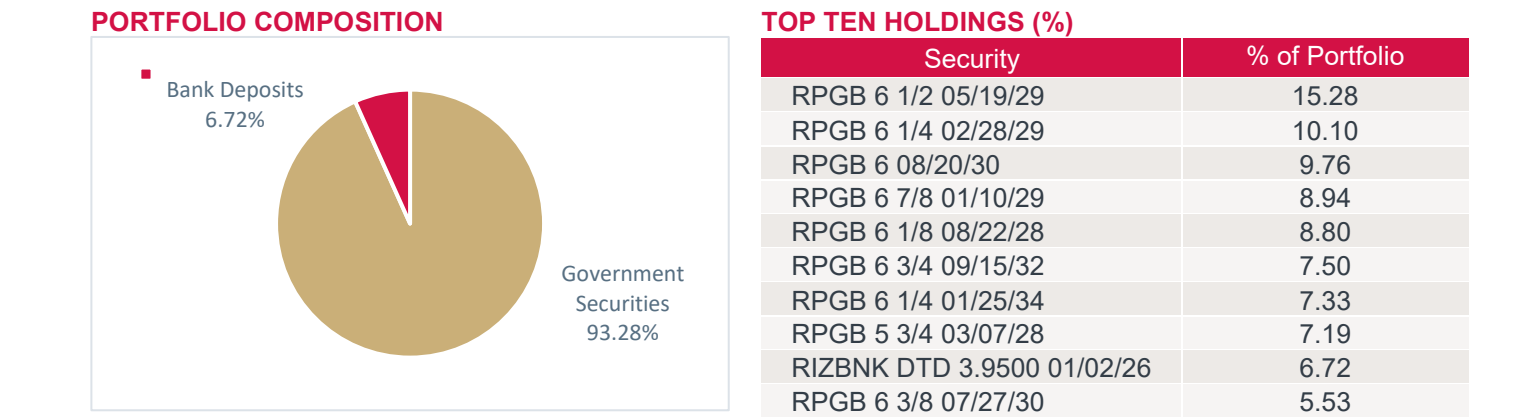 PORTFOLIO COMPOSITION
Bank Deposits
6.72%
Government
Securities
93.28%
TOP TEN HOLDINGS (%)
Security % of Portfolio
RPGB 6 1/2 05/19/29 15.28
RPGB 6 1/4 02/28/29 10.10
RPGB 6 08/20/30 9.76
RPGB 6 7/8 01/10/29 8.94
RPGB 6 1/8 08/22/28 8.80
RPGB 6 3/4 09/15/32 7.50
RPGB 6 1/4 01/25/34 7.33
RPGB 5 3/4 03/07/28 7.19
RIZBNK DTD 3.9500 01/02/26 6.72
RPGB 6 3/8 07/27/30 5.53